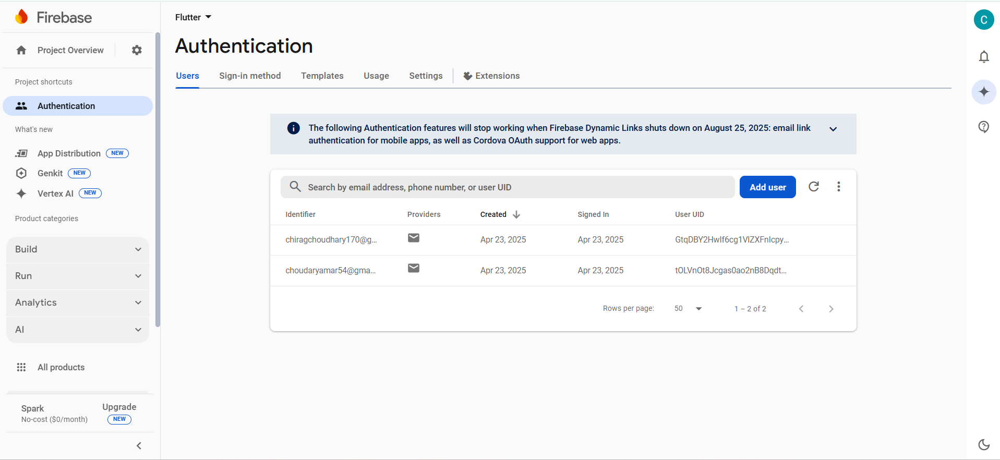 Firebase
Project Overview
Project shortcuts
Authentication
What's new
App Distribution NEW
Genkit NEW
Vertex AI NEW
Product categories
Build
Run
Analytics
AI
All products
Spark
No-cost ($0/month)
Upgrade
NEW
Flutter
Authentication
Users Sign-in method Templates Usage Settings Extensions
The following Authentication features will stop working when Firebase Dynamic Links shuts down on August 25, 2025: email link
authentication for mobile apps, as well as Cordova OAuth support for web apps.
Search by email address, phone number, or user UID
Add user
Identifier Providers Created Signed In User UID
chiragchoudhary170@g... Apr 23, 2025 Apr 23, 2025 GtqDBY2HwIf6cg1VIZXFnIcpy...
choudaryamar54@gma... Apr 23, 2025 Apr 23, 2025 tOLVnOt8Jcgas0ao2nB8Dqdt...
Rows per page: 50 1 – 2 of 2
C